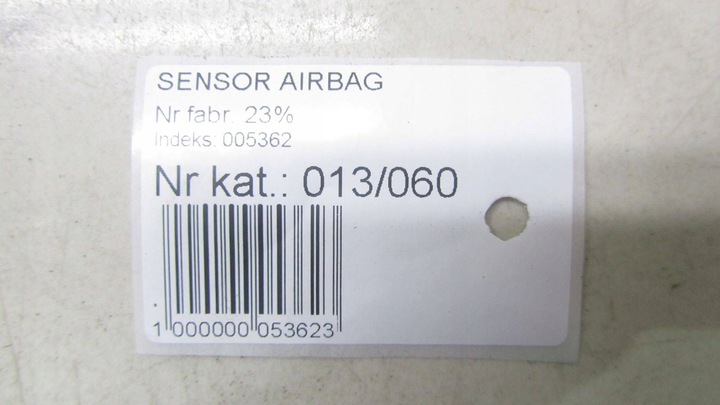 SENSOR AIRBAG
Nr fabr. 23%
Indeks: 005362
Nr kat.: 013/060
1 000000 053623